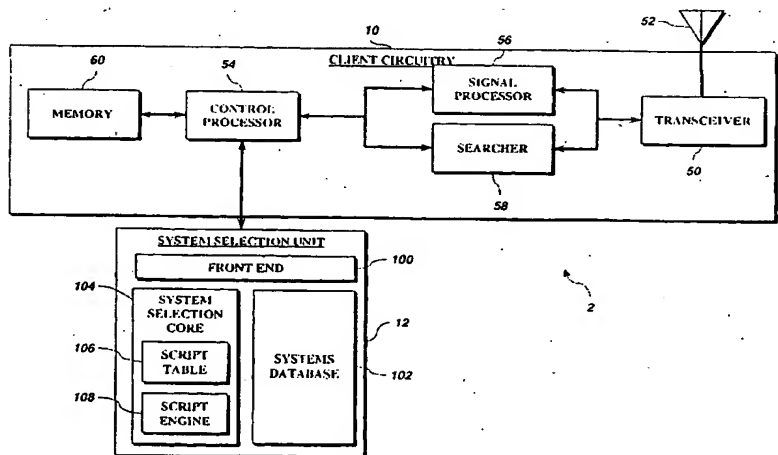 10
52
60
54
CLIENT CIRCUITRY
56
MEMORY
CONTROL
PROCESSOR
SIGNAL
PROCESSOR
SEARCHER
58
TRANSCEIVER
50
SYSTEM SELECTION UNIT
FRONT END
100
104
SYSTEM
SELECTION
CORE
106
SCRIPT
TABLE
108
SCRIPT
ENGINE
SYSTEMS
DATABASE
12
102
2